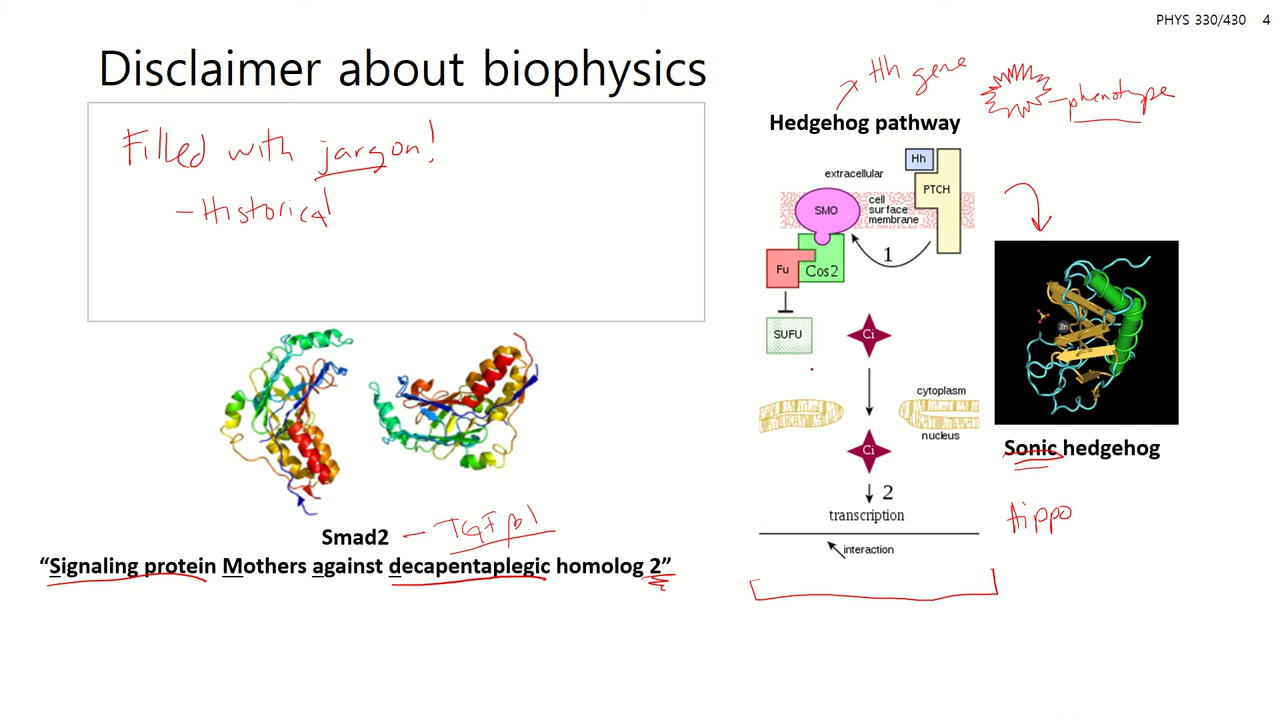 PHYS 330/430 4
Disclaimer about biophysics
Filled with jargon!
- Historical
Smad2 - TGFβ1
“Signaling protein Mothers against decapentaplegic homolog 2”
Hh gene
phenotype
Hedgehog pathway
extracellular
Hh
PTCH
SMO
cell
surface
membrane
1
Fu
Cos2
SUFU
Ci
cytoplasm
nucleus
Ci
2
transcription
interaction
Zn
Sonic hedgehog
Hippo